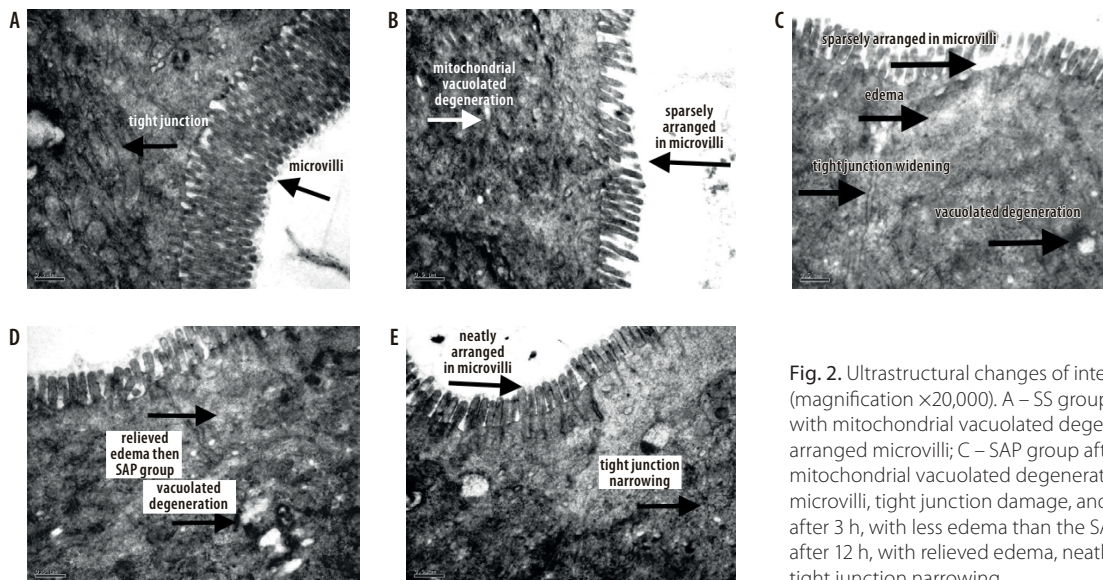 A
tight junction
microvilli
B
mitochondrial
vacuolated
degeneration
sparsely
arranged
in microvilli
C
sparsely arranged in microvilli
edema
tight junction widening
vacuolated degeneration
D
relieved
edema then
SAP group
vacuolated
degeneration
E
neatly
arranged
in microvilli
tight junction
narrowing
Fig. 2. Ultrastructural changes of inte
(magnification ×20,000). A – SS group
with mitochondrial vacuolated dege
arranged microvilli; C – SAP group aft
mitochondrial vacuolated degenerat
microvilli, tight junction damage, and
after 3 h, with less edema than the SA
after 12 h, with relieved edema, neatl
tight junction narrowing